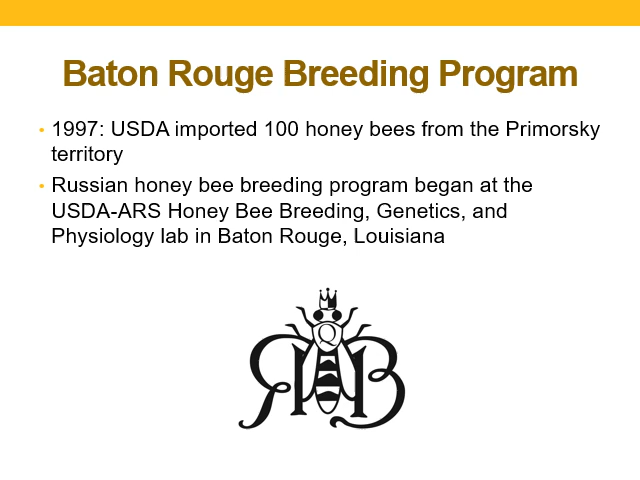 Baton Rouge Breeding Program
• 1997: USDA imported 100 honey bees from the Primorsky
territory
• Russian honey bee breeding program began at the
USDA-ARS Honey Bee Breeding, Genetics, and
Physiology lab in Baton Rouge, Louisiana
Q
ЯB